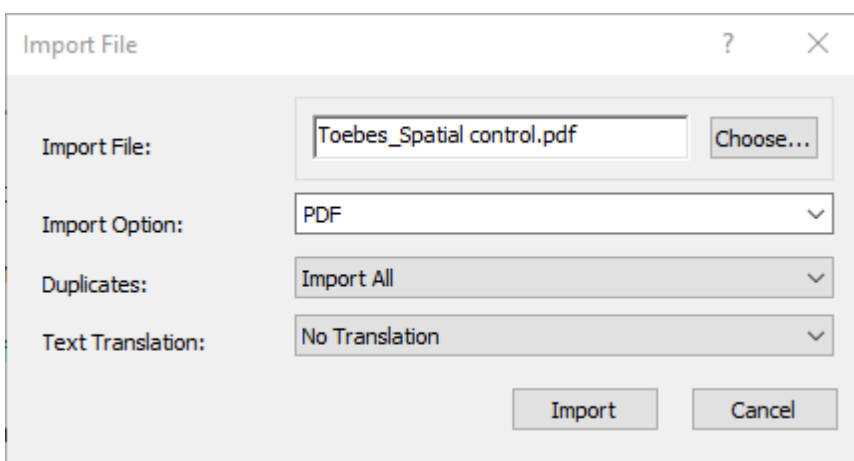 Import File
Import File: Toebes_Spatial control.pdf Choose...
Import Option: PDF
Duplicates: Import All
Text Translation: No Translation
Import Cancel